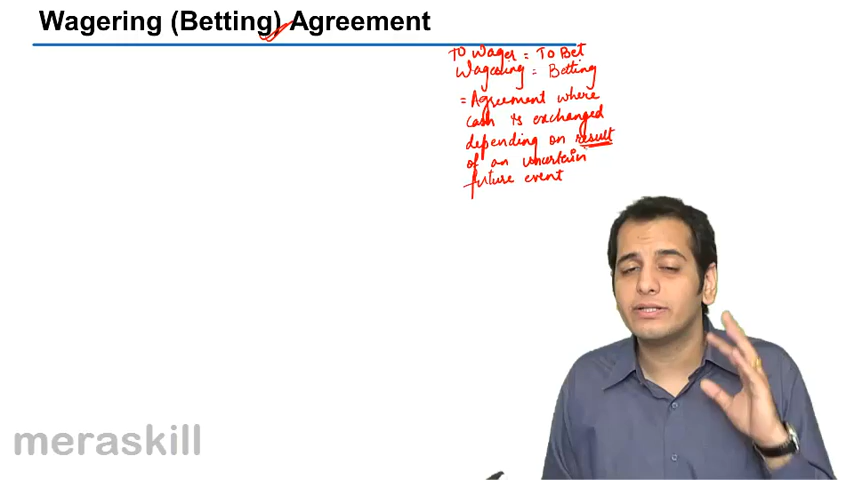 Wagering (Betting) Agreement
To Wager = To Bet
Wagering = Betting
= Agreement where
cash is exchanged
depending on result
of an uncertain
future event
meraskill